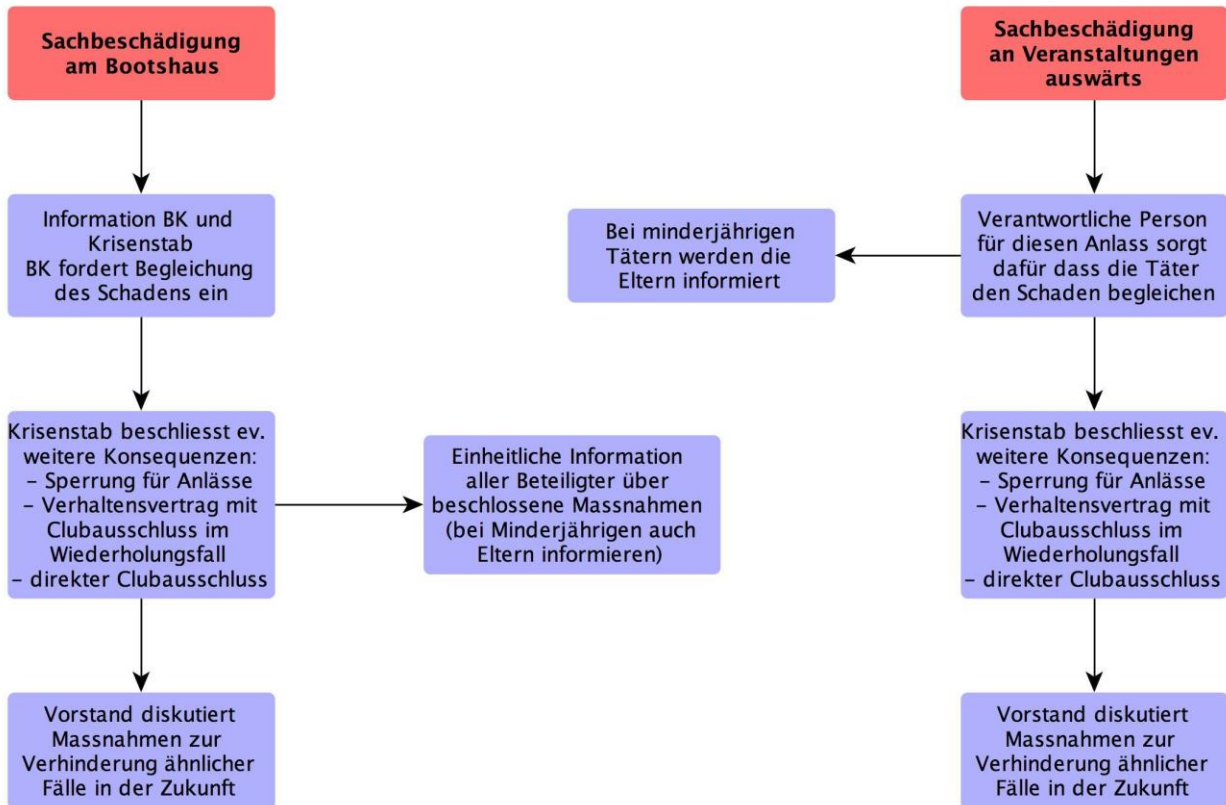 Sachbeschädigung
am Bootshaus
Information BK und
Krisenstab
BK fordert Begleichung
des Schadens ein
Krisenstab beschliesst ev.
weitere Konsequenzen:
– Sperrung für Anlässe
– Verhaltensvertrag mit
Clubausschluss im
Wiederholungsfall
– direkter Clubausschluss
Einheitliche Information
aller Beteiligter über
beschlossene Massnahmen
(bei Minderjährigen auch
Eltern informieren)
Vorstand diskutiert
Massnahmen zur
Verhinderung ähnlicher
Fälle in der Zukunft
Sachbeschädigung
an Veranstaltungen
auswärts
Verantwortliche Person
für diesen Anlass sorgt
dafür dass die Täter
den Schaden begleichen
Bei minderjährigen
Tätern werden die
Eltern informiert
Krisenstab beschliesst ev.
weitere Konsequenzen:
– Sperrung für Anlässe
– Verhaltensvertrag mit
Clubausschluss im
Wiederholungsfall
– direkter Clubausschluss
Vorstand diskutiert
Massnahmen zur
Verhinderung ähnlicher
Fälle in der Zukunft